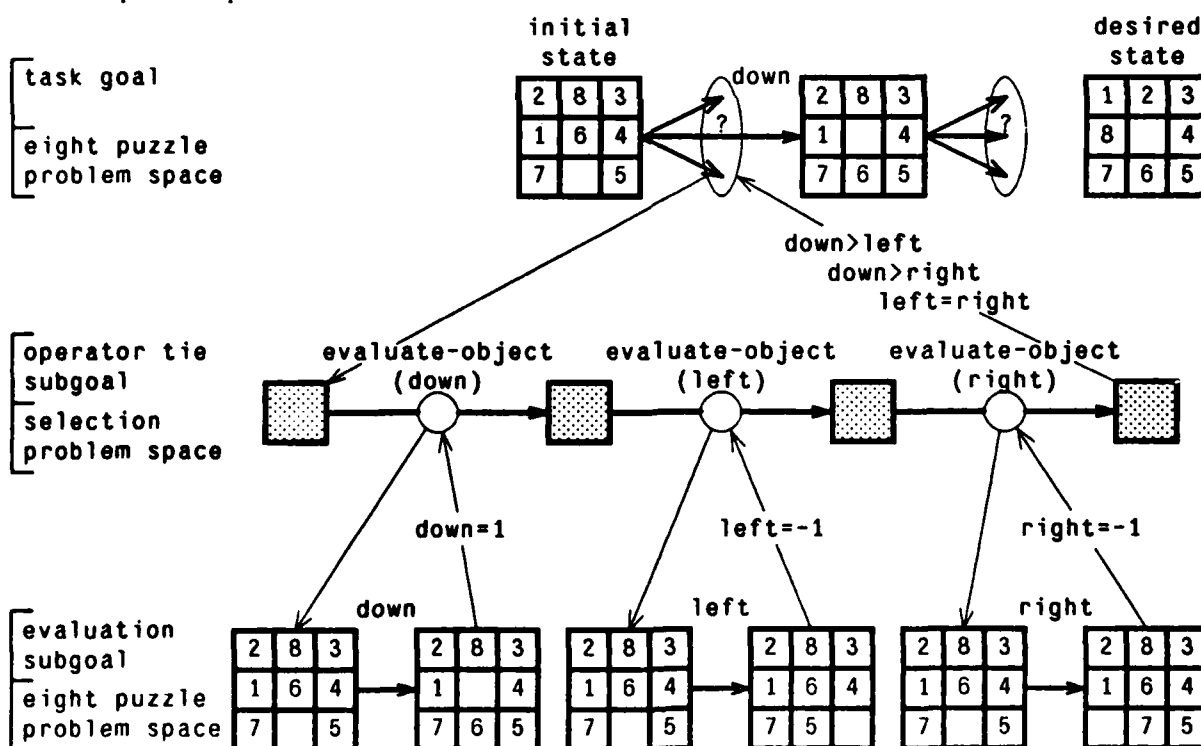 initial
state
desired
state
task goal
eight puzzle
problem space
2 8 3
1 6 4
7 5
?
down
2 8 3
1 4
7 6 5
?
1 2 3
8 4
7 6 5
down>left
down>right
left=right
operator tie
subgoal
selection
problem space
evaluate-object
(down)
evaluate-object
(left)
evaluate-object
(right)
down=1
left=-1
right=-1
evaluation
subgoal
eight puzzle
problem space
2 8 3
1 6 4
7 5
down
2 8 3
1 4
7 6 5
2 8 3
1 6 4
7 5
left
2 8 3
1 6 4
7 5
2 8 3
1 6 4
7 5
right
2 8 3
1 6 4
7 5